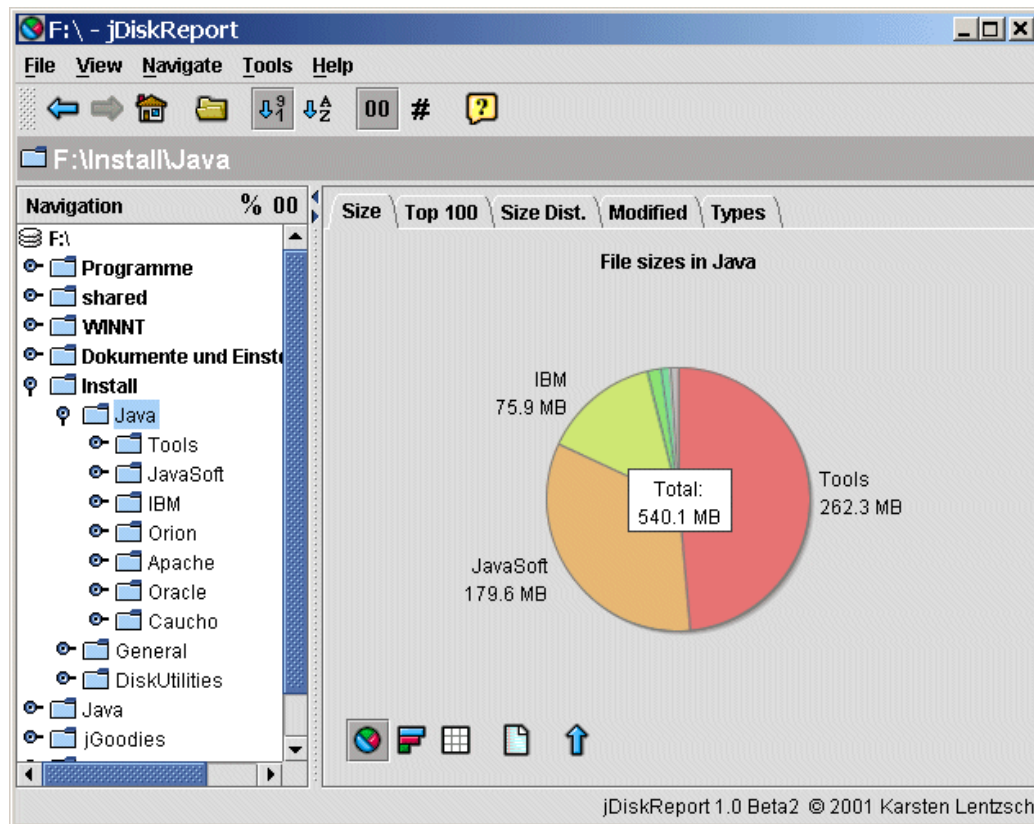 F:\ - jDiskReport
File View Navigate Tools Help
00 #
F:\Install\Java
Navigation % 00
F:\
Programme
shared
WINNT
Dokumente und Einste
Install
Java
Tools
JavaSoft
IBM
Orion
Apache
Oracle
Caucho
General
DiskUtilities
Java
jGoodies
Size Top 100 Size Dist. Modified Types
File sizes in Java
IBM
75.9 MB
Tools
262.3 MB
Total:
540.1 MB
JavaSoft
179.6 MB
jDiskReport 1.0 Beta2 © 2001 Karsten Lentzsch